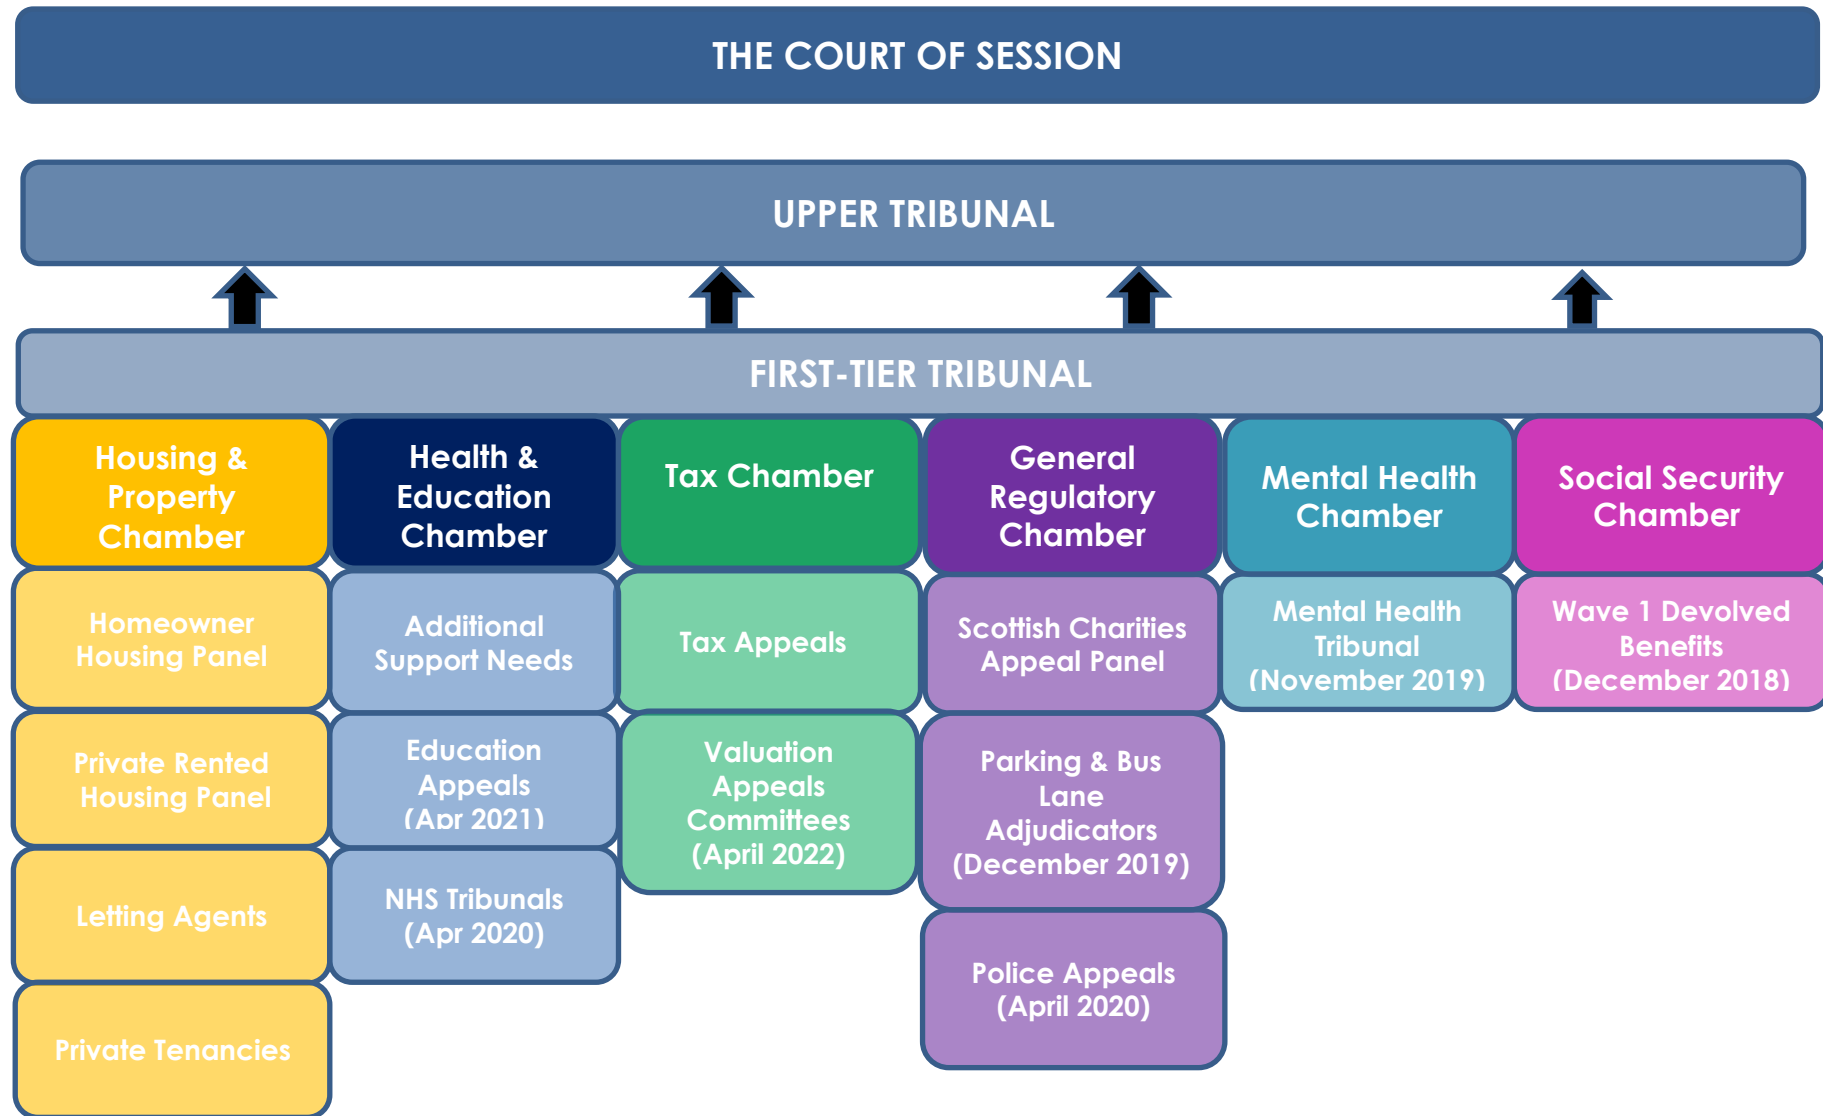 THE COURT OF SESSION
UPPER TRIBUNAL
FIRST-TIER TRIBUNAL
Housing &
Property
Chamber
Homeowner
Housing Panel
Private Rented
Housing Panel
Letting Agents
Private Tenancies
Health &
Education
Chamber
Additional
Support Needs
Education
Appeals
(Apr 2021)
NHS Tribunals
(Apr 2020)
Tax Chamber
Tax Appeals
Valuation
Appeals
Committees
(April 2022)
General
Regulatory
Chamber
Scottish Charities
Appeal Panel
Parking & Bus
Lane
Adjudicators
(December 2019)
Police Appeals
(April 2020)
Mental Health
Chamber
Mental Health
Tribunal
(November 2019)
Social Security
Chamber
Wave 1 Devolved
Benefits
(December 2018)